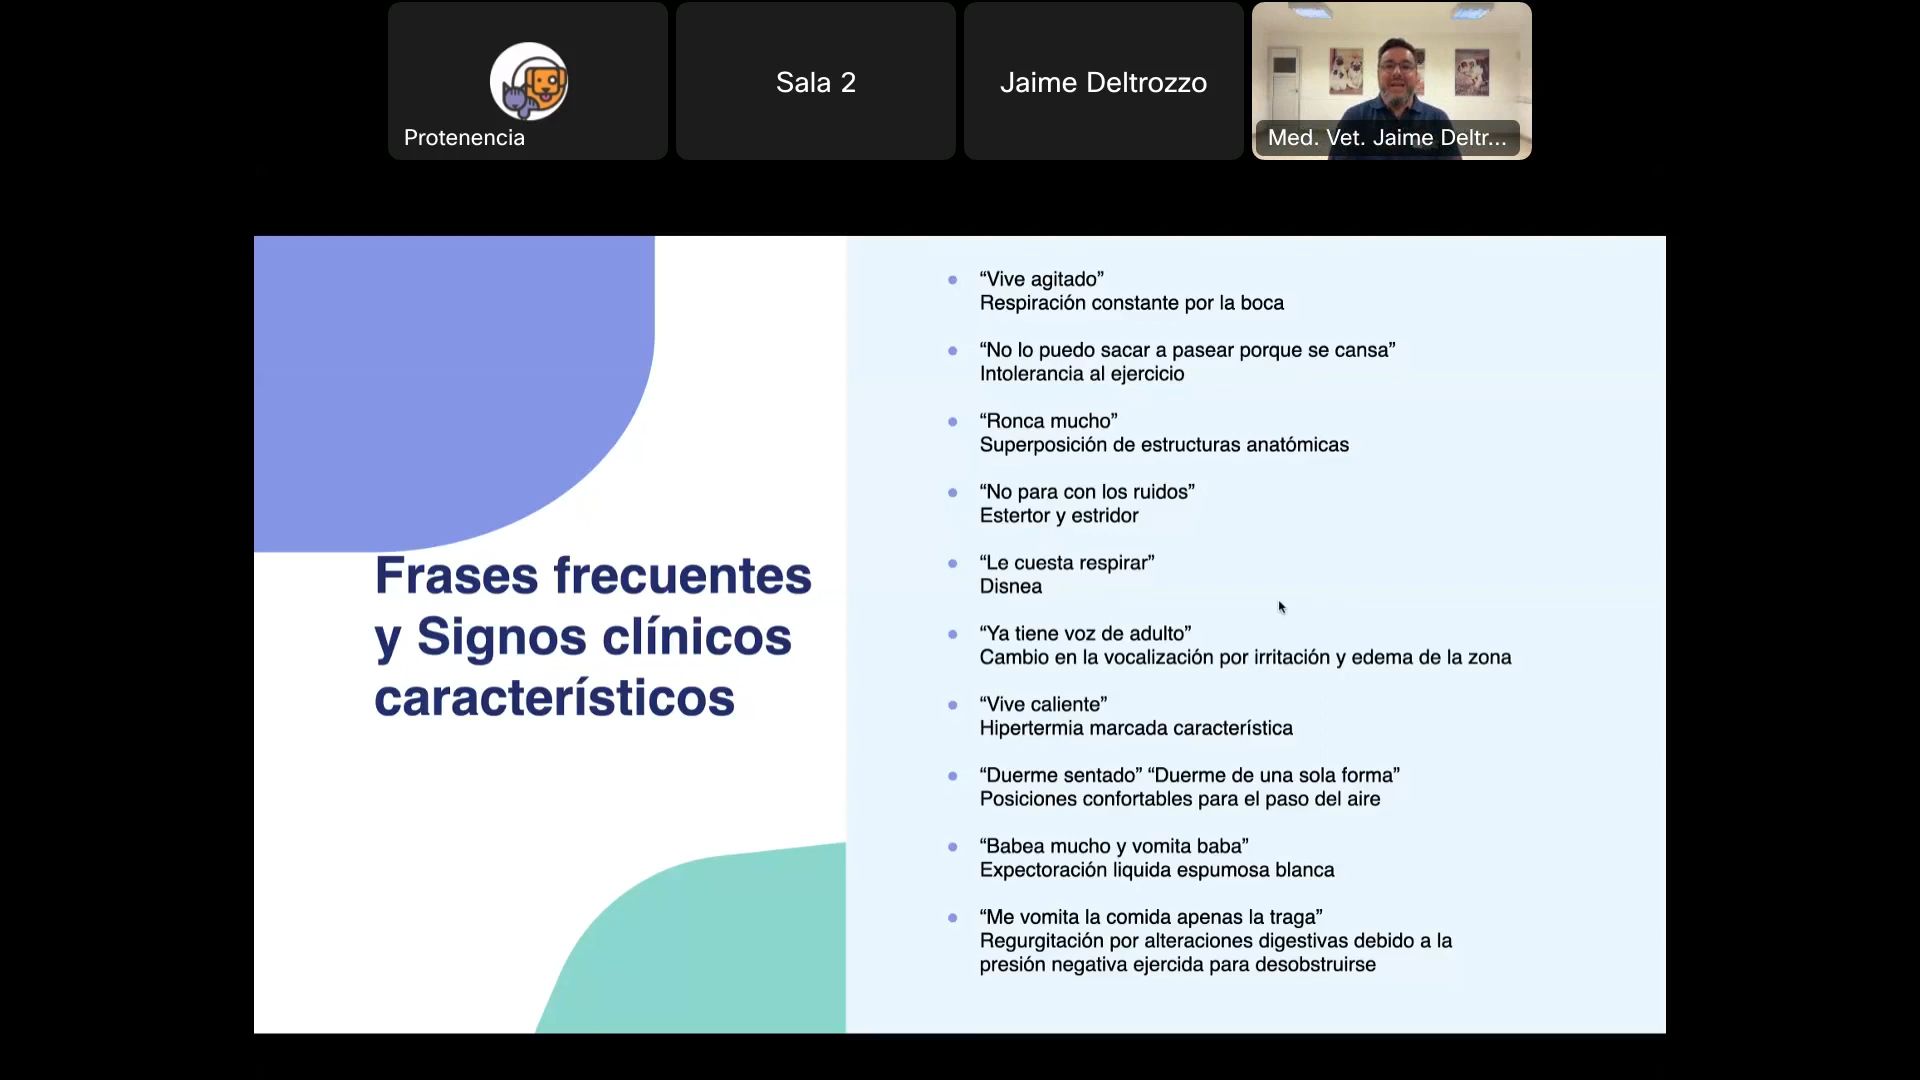 Protenencia
Sala 2
Jaime Deltrozzo
Med. Vet. Jaime Deltr...
Frases frecuentes
y Signos clínicos
característicos
“Vive agitado”
Respiración constante por la boca
“No lo puedo sacar a pasear porque se cansa”
Intolerancia al ejercicio
“Ronca mucho”
Superposición de estructuras anatómicas
“No para con los ruidos”
Estertor y estridor
“Le cuesta respirar”
Disnea
“Ya tiene voz de adulto”
Cambio en la vocalización por irritación y edema de la zona
“Vive caliente”
Hipertermia marcada característica
“Duerme sentado” “Duerme de una sola forma”
Posiciones confortables para el paso del aire
“Babea mucho y vomita baba”
Expectoración liquida espumosa blanca
“Me vomita la comida apenas la traga”
Regurgitación por alteraciones digestivas debido a la
presión negativa ejercida para desobstruirse